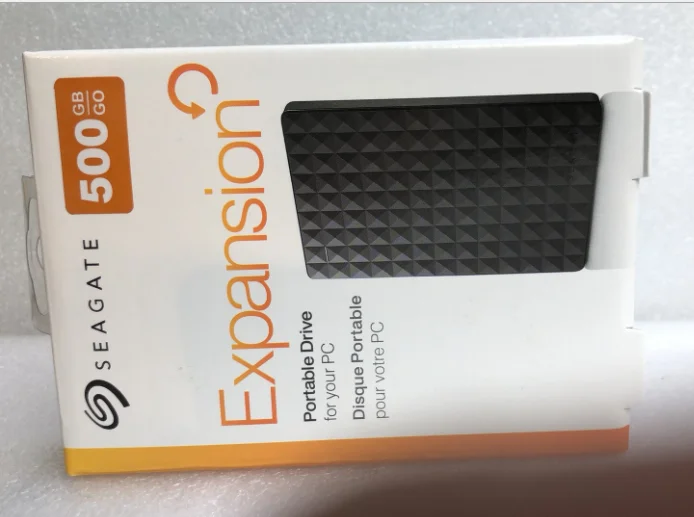 SEAGATE
500 GB
GO
Expansion
Portable Drive
for your PC
Disque Portable
pour votre PC